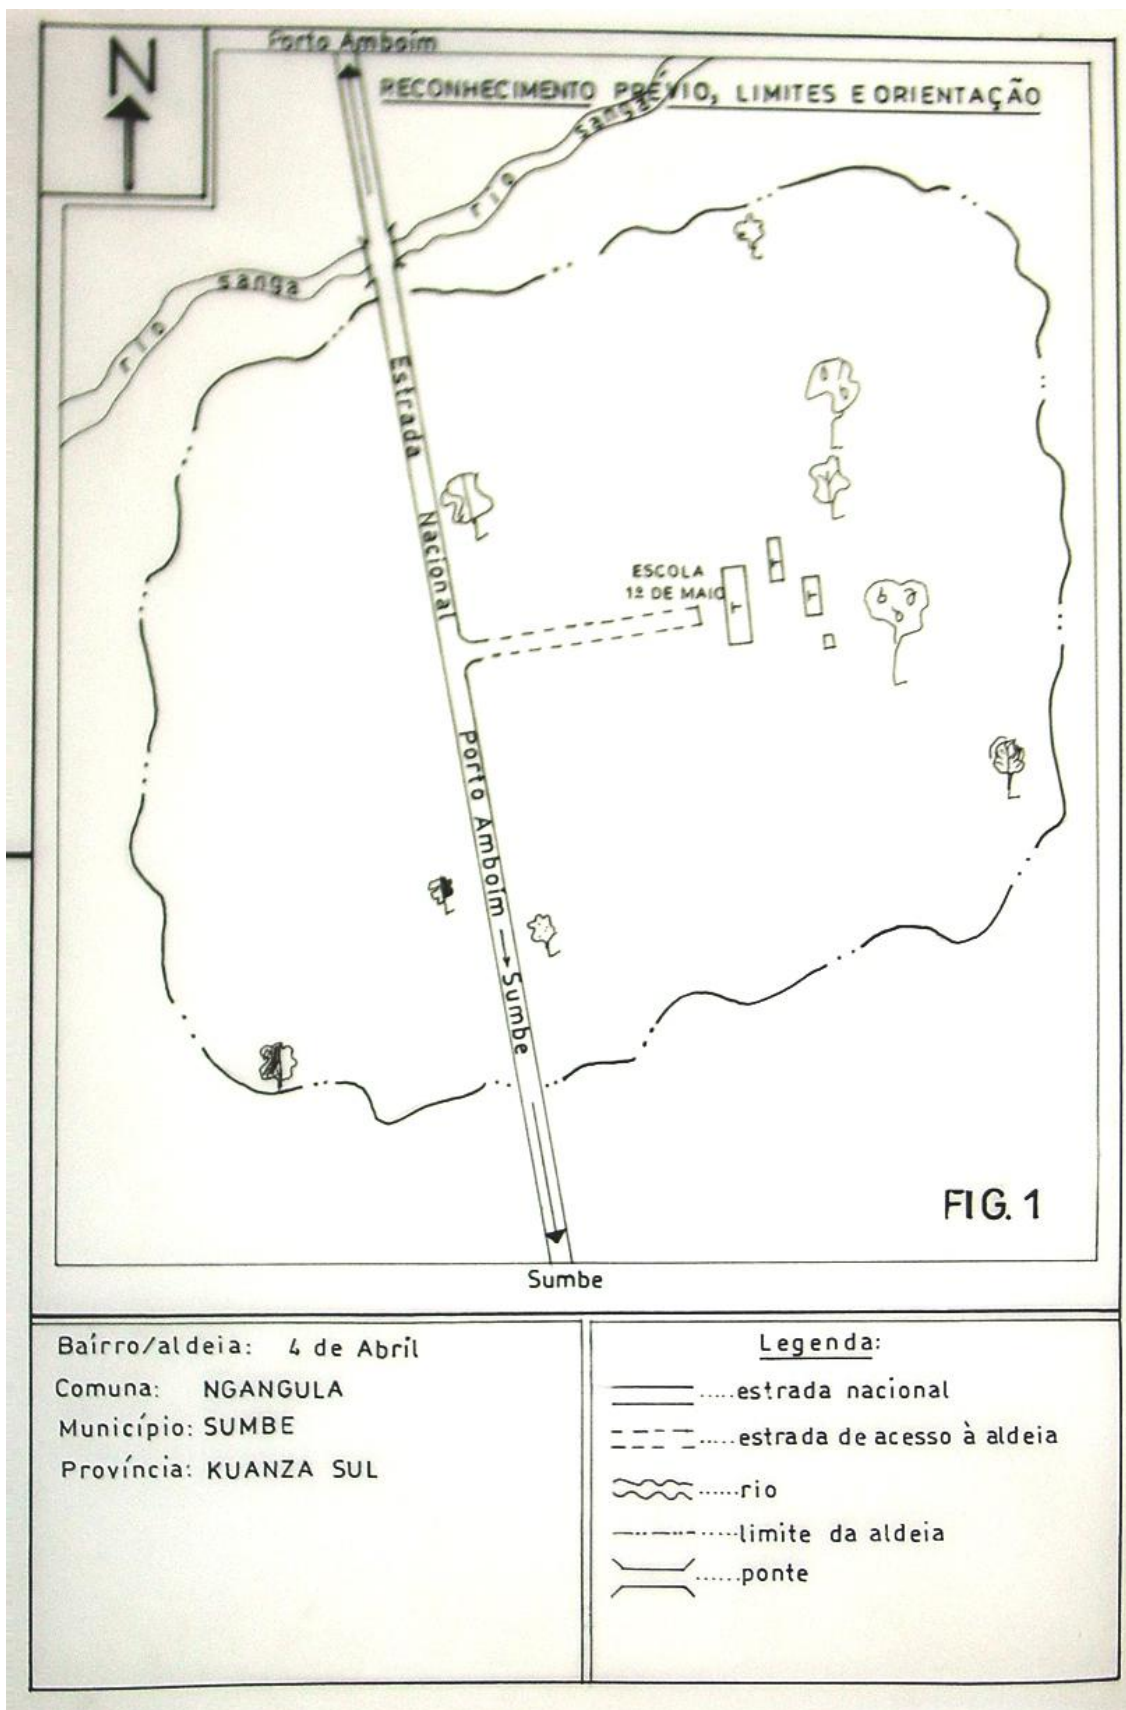 Porto Amboim
N
RECONHECIMENTO PRÉVIO, LIMITES E ORIENTAÇÃO
rio sanga
rio sanga
Estrada Nacional Porto Amboim → Sumbe
ESCOLA
1º DE MAIO
T
T
T
FIG. 1
Sumbe
Baírro/aldeia: 4 de Abril
Comuna: NGANGULA
Município: SUMBE
Província: KUANZA SUL
Legenda:
.....estrada nacional
.....estrada de acesso à aldeia
......rio
.....limite da aldeia
......ponte